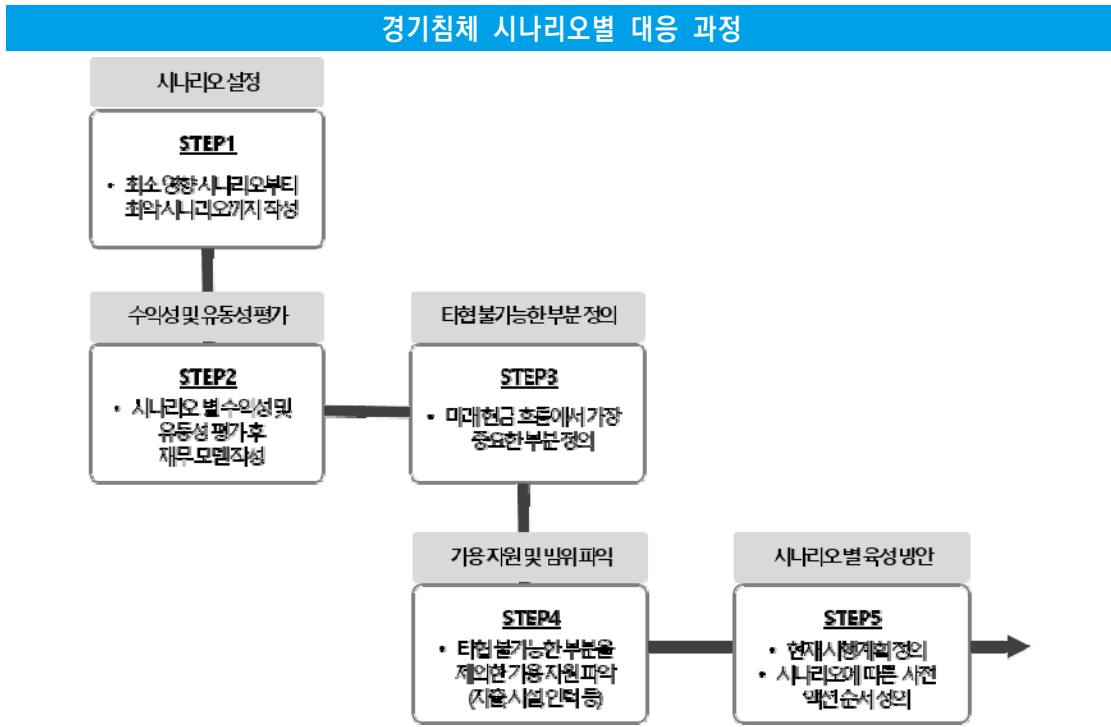 경기침체 시나리오별 대응 과정
시나리오 설정
STEP1
• 최소 영향 시나리오부터
최악 시나리오까지 작성
수익성 및 유동성 평가
STEP2
• 시나리오 별 수익성 및
유동성 평가 후
재무 모델 작성
타협 불가능한 부분 정의
STEP3
• 미래 현금 흐름에서 가장
중요한 부분 정의
가용 자원 및 범위 파악
STEP4
• 타협 불가능한 부분을
제외한 가용 자원 파악
(지출, 시설, 인력 등)
시나리오 별 육성 방안
STEP5
• 현재 시행 계획 정의
• 시나리오에 따른 사전
액션 순서 정의